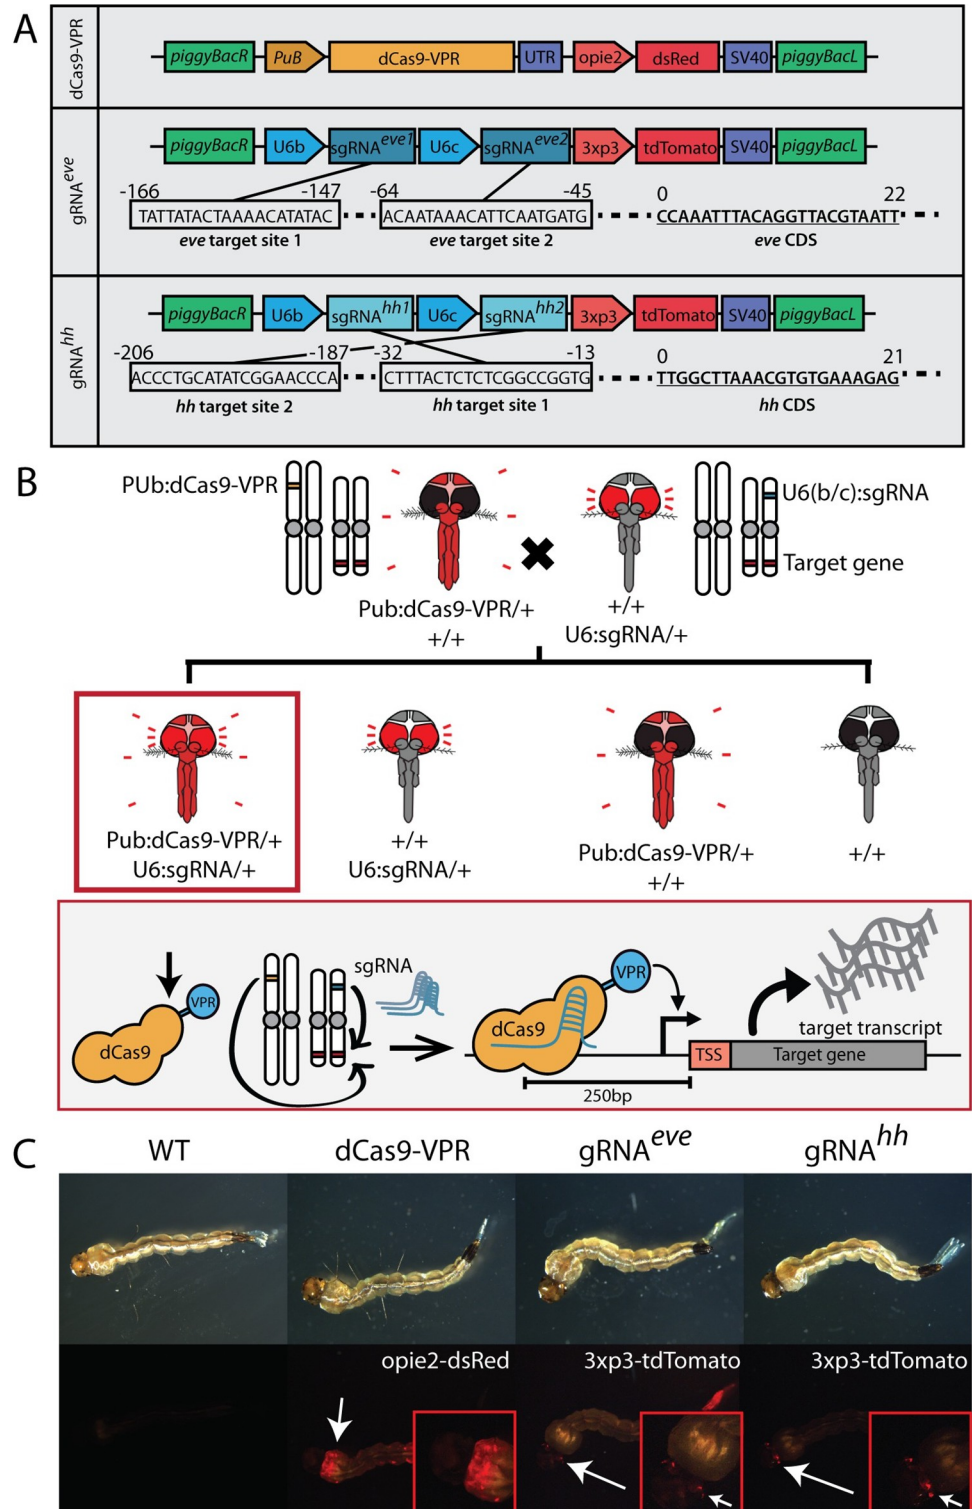 A
dCas9-VPR
piggyBacR PuB dCas9-VPR UTR opie2 dsRed SV40 piggyBacL
gRNAeve
piggyBacR U6b sgRNAeve1 U6c sgRNAeve2 3xp3 tdTomato SV40 piggyBacL
-166 -147 -64 -45 0 22
TATTATACTAAAACATATAC ACAATAAACATTCAATGATG CCAAATTTACAGGTTACGTAATT
eve target site 1 eve target site 2 eve CDS
gRNAhh
piggyBacR U6b sgRNAhh1 U6c sgRNAhh2 3xp3 tdTomato SV40 piggyBacL
-206 -187 -32 -13 0 21
ACCCTGCATATCGGAACCCA CTTTACTCTCTCGGCCGGTG TTGGCTTAAACGTGTGAAAGAG
hh target site 2 hh target site 1 hh CDS
B
PUb:dCas9-VPR U6(b/c):sgRNA
Target gene
Pub:dCas9-VPR/+ +/+
+/+ U6:sgRNA/+
Pub:dCas9-VPR/+ +/+ Pub:dCas9-VPR/+ +/+
U6:sgRNA/+ U6:sgRNA/+ +/+
sgRNA
VPR VPR
dCas9 dCas9
target transcript
TSS Target gene
250bp
C
WT dCas9-VPR gRNAeve gRNAhh
opie2-dsRed 3xp3-tdTomato 3xp3-tdTomato